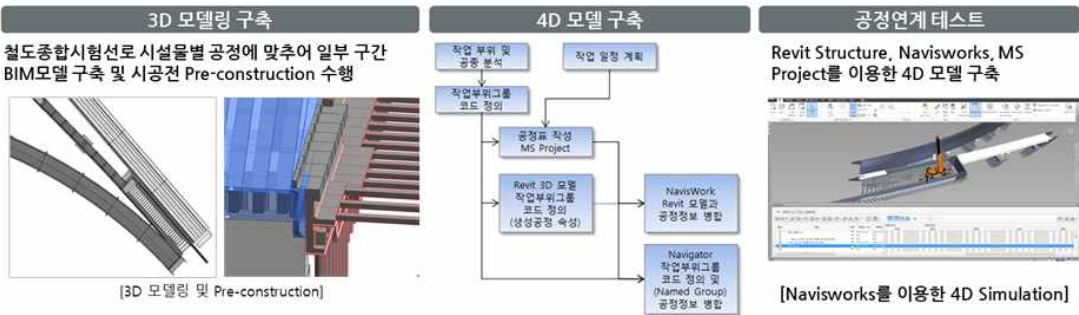 3D 모델링 구축
철도종합시험선로 시설물별 공정에 맞추어 일부 구간
BIM모델 구축 및 시공전 Pre-construction 수행
[3D 모델링 및 Pre-construction]
4D 모델 구축
작업 부위 및
공종 분석
작업 일정 계획
작업부위그룹
코드 정의
공정표 작성
MS Project
Revit 3D 모델
작업부위그룹
코드 정의
(생성공정 속성)
NavisWork
Revit 모델과
공정정보 병합
Navigator
작업부위그룹
코드 정의 및
(Named Group)
공정정보 병합
공정연계 테스트
Revit Structure, Navisworks, MS
Project를 이용한 4D 모델 구축
[Navisworks를 이용한 4D Simulation]